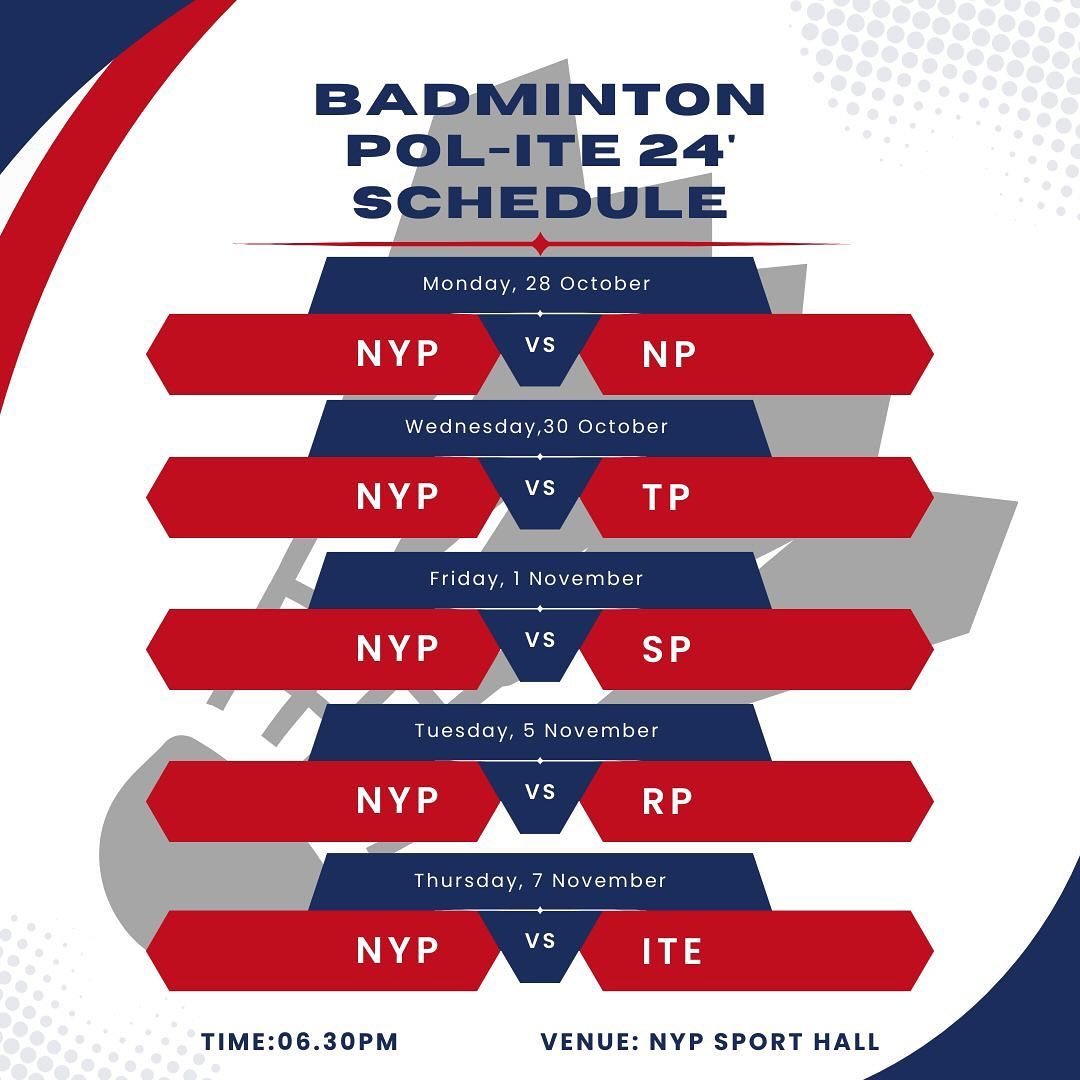 BADMINTON
POL-ITE 24'
SCHEDULE
Monday, 28 October
NYP VS NP
Wednesday,30 October
NYP VS TP
Friday, 1 November
NYP VS SP
Tuesday, 5 November
NYP VS RP
Thursday, 7 November
NYP VS ITE
TIME:06.30PM VENUE: NYP SPORT HALL